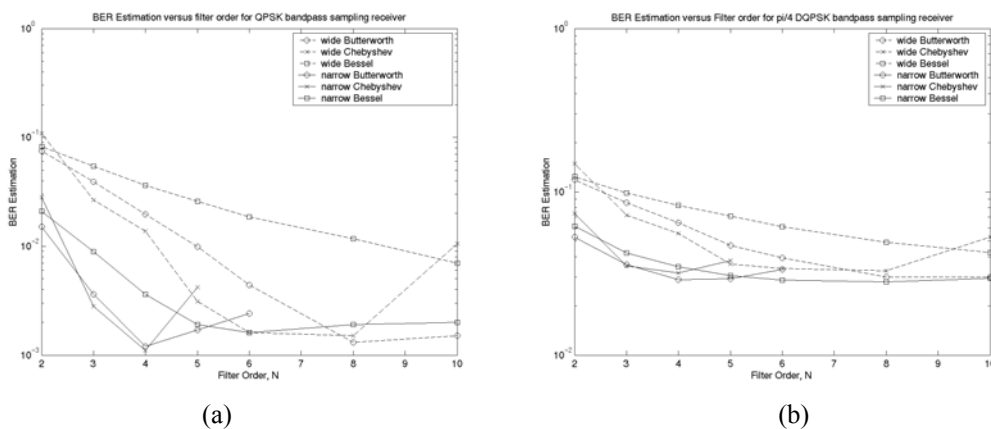 BER Estimation versus filter order for QPSK bandpass sampling receiver
10⁰
10⁻¹
10⁻²
10⁻³
BER Estimation
wide Butterworth
wide Chebyshev
wide Bessel
narrow Butterworth
narrow Chebyshev
narrow Bessel
2 3 4 5 6 7 8 9 10
Filter Order, N
(a)
BER Estimation versus Filter order for pi/4 DQPSK bandpass sampling receiver
10⁰
10⁻¹
10⁻²
BER Estimation
wide Butterworth
wide Chebyshev
wide Bessel
narrow Butterworth
narrow Chebyshev
narrow Bessel
2 3 4 5 6 7 8 9 10
Filter Order, N
(b)